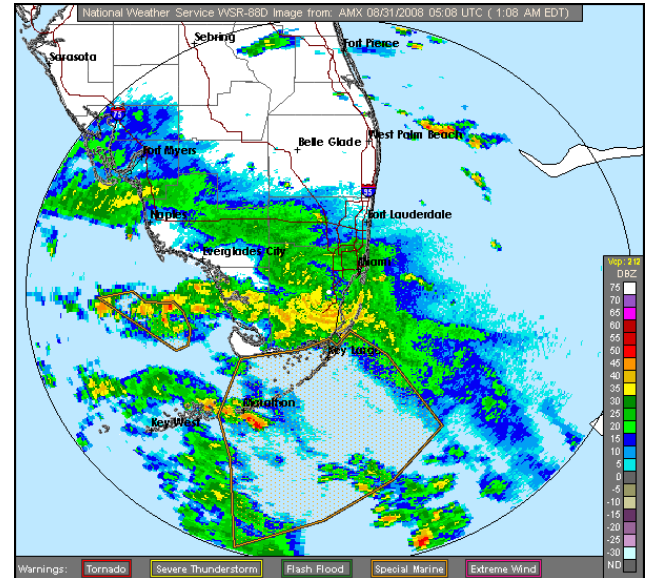 National Weather Service WSR-88D Image from: AMX 08/31/2008 05:08 UTC ( 1:08 AM EDT)
Sebring
Fort Pierce
Sarasota
75
Belle Glade
West Palm Beach
Fort Myers
95
Naples
Fort Lauderdale
Everglades City
Miami
Key Largo
Marathon
Key West
Vcp: 212
DBZ
75
70
65
60
55
50
45
40
35
30
25
20
15
10
5
0
-5
-10
-15
-20
-25
-30
ND
Warnings: Tornado Severe Thunderstorm Flash Flood Special Marine Extreme Wind